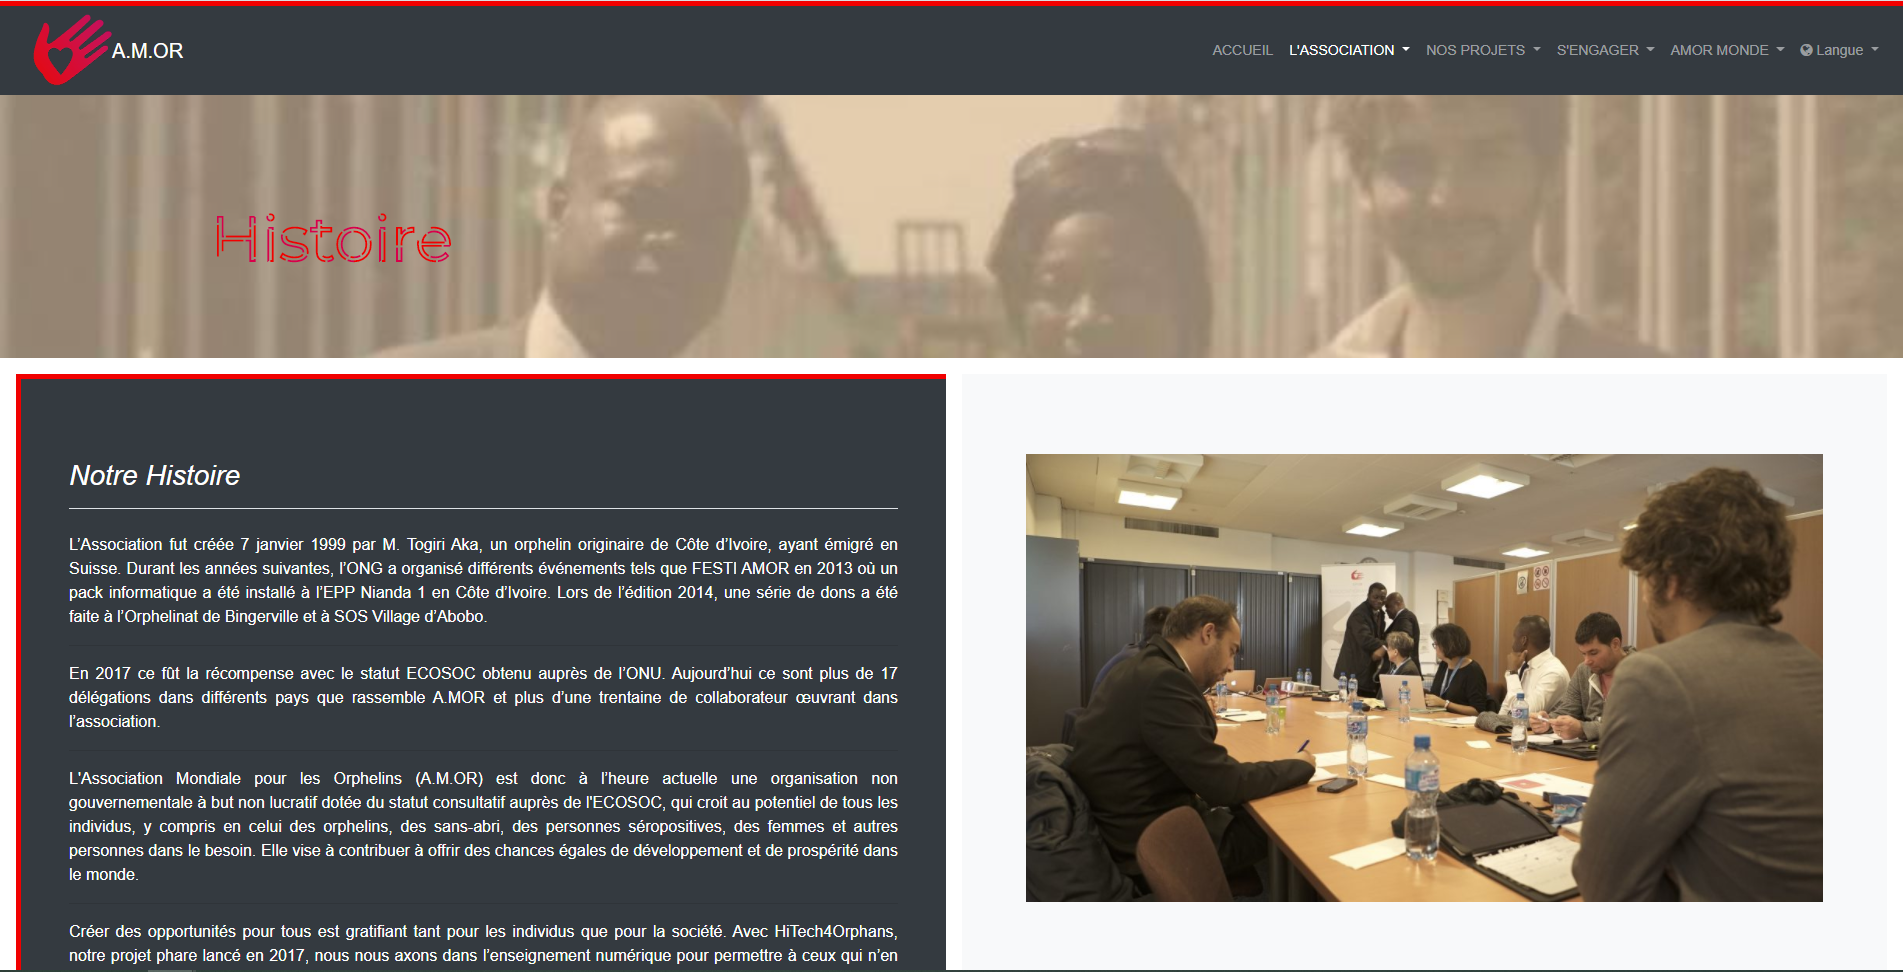 A.M.OR
ACCUEIL L'ASSOCIATION NOS PROJETS S'ENGAGER AMOR MONDE Langue
Histoire
Notre Histoire
L’Association fut créée 7 janvier 1999 par M. Togiri Aka, un orphelin originaire de Côte d’Ivoire, ayant émigré en
Suisse. Durant les années suivantes, l’ONG a organisé différents événements tels que FESTI AMOR en 2013 où un
pack informatique a été installé à l’EPP Nianda 1 en Côte d’Ivoire. Lors de l’édition 2014, une série de dons a été
faite à l’Orphelinat de Bingerville et à SOS Village d’Abobo.
En 2017 ce fût la récompense avec le statut ECOSOC obtenu auprès de l’ONU. Aujourd’hui ce sont plus de 17
délégations dans différents pays que rassemble A.MOR et plus d’une trentaine de collaborateur œuvrant dans
l’association.
L'Association Mondiale pour les Orphelins (A.M.OR) est donc à l’heure actuelle une organisation non
gouvernementale à but non lucratif dotée du statut consultatif auprès de l'ECOSOC, qui croit au potentiel de tous les
individus, y compris en celui des orphelins, des sans-abri, des personnes séropositives, des femmes et autres
personnes dans le besoin. Elle vise à contribuer à offrir des chances égales de développement et de prospérité dans
le monde.
Créer des opportunités pour tous est gratifiant tant pour les individus que pour la société. Avec HiTech4Orphans,
notre projet phare lancé en 2017, nous nous axons dans l’enseignement numérique pour permettre à ceux qui n’en